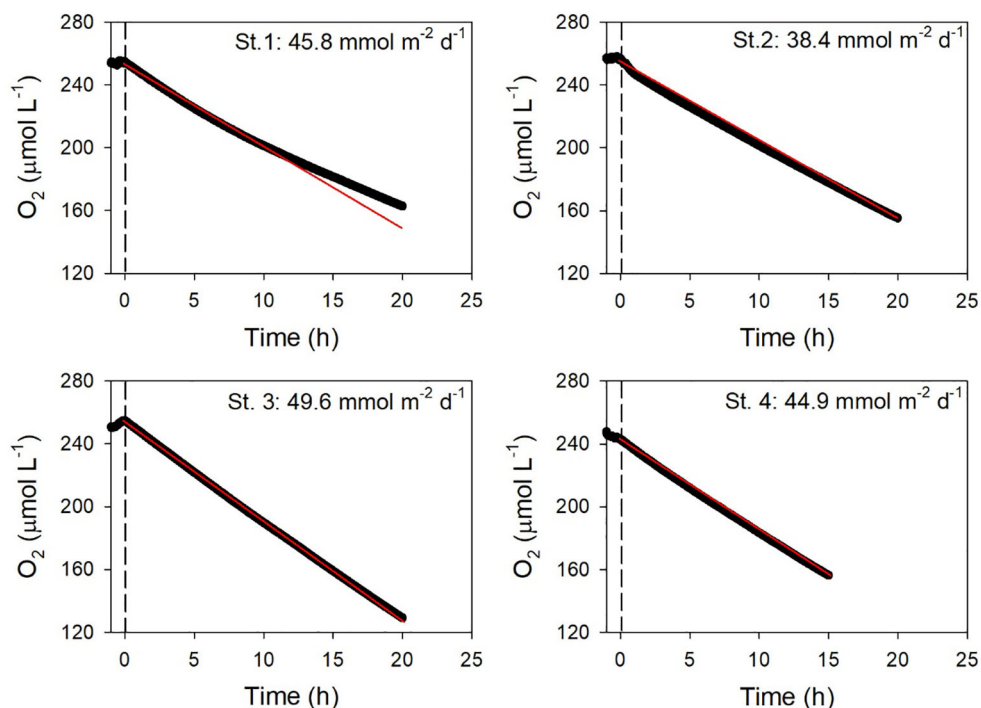 St.1: 45.8 mmol m-2 d-1
280
240
200
160
120
O2 (μmol L-1)
0 5 10 15 20 25
Time (h)
St.2: 38.4 mmol m-2 d-1
280
240
200
160
120
O2 (μmol L-1)
0 5 10 15 20 25
Time (h)
St. 3: 49.6 mmol m-2 d-1
280
240
200
160
120
O2 (μmol L-1)
0 5 10 15 20 25
Time (h)
St. 4: 44.9 mmol m-2 d-1
280
240
200
160
120
O2 (μmol L-1)
0 5 10 15 20 25
Time (h)